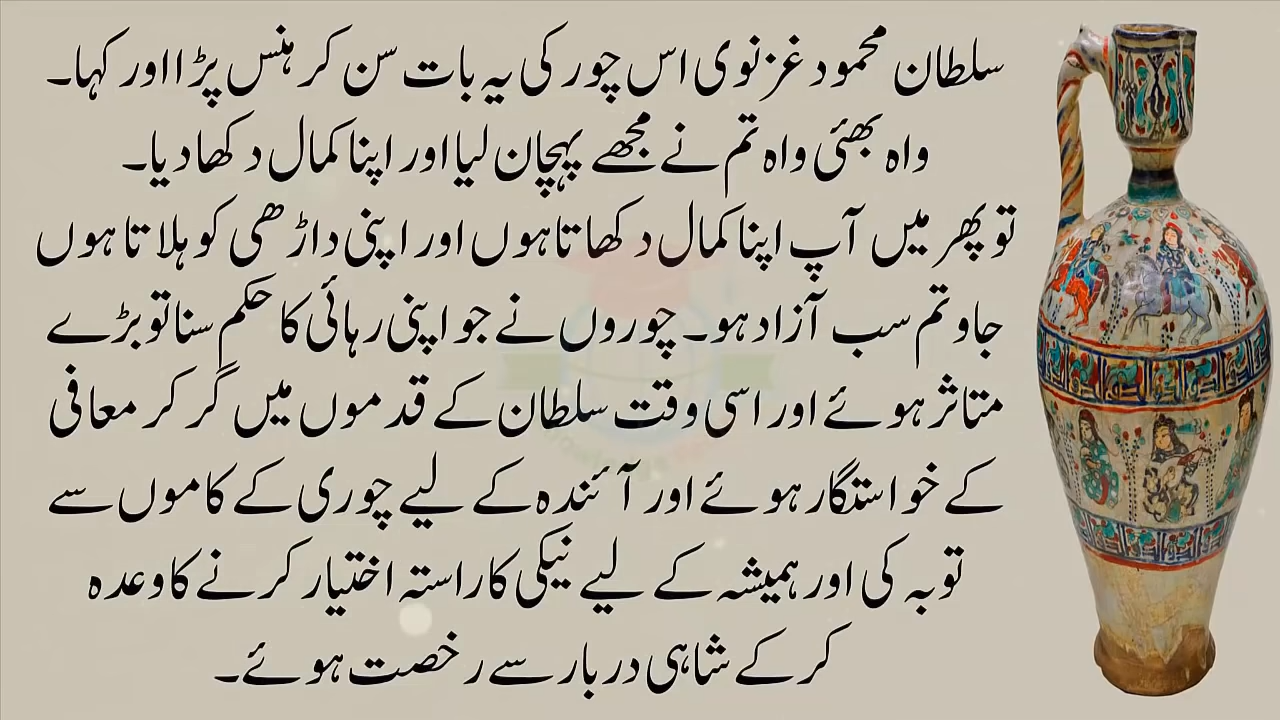 سلطان محمود غزنوی اس چور کی یہ بات سن کر ہنس پڑا اور کہا۔
واہ بھئی واہ تم نے مجھے پہچان لیا اور اپنا کمال دکھا دیا۔
تو پھر میں آپ اپنا کمال دکھاتا ہوں اور اپنی داڑھی کو ہلاتا ہوں
جاو تم سب آزاد ہو۔ چوروں نے جو اپنی رہائی کا حکم سنا تو بڑے
متاثر ہوئے اور اسی وقت سلطان کے قدموں میں گر کر معافی
کے خواستگار ہوئے اور آئندہ کے لیے چوری کے کاموں سے
توبہ کی اور ہمیشہ کے لیے نیکی کا راستہ اختیار کرنے کا وعدہ
کر کے شاہی دربار سے رخصت ہوئے۔